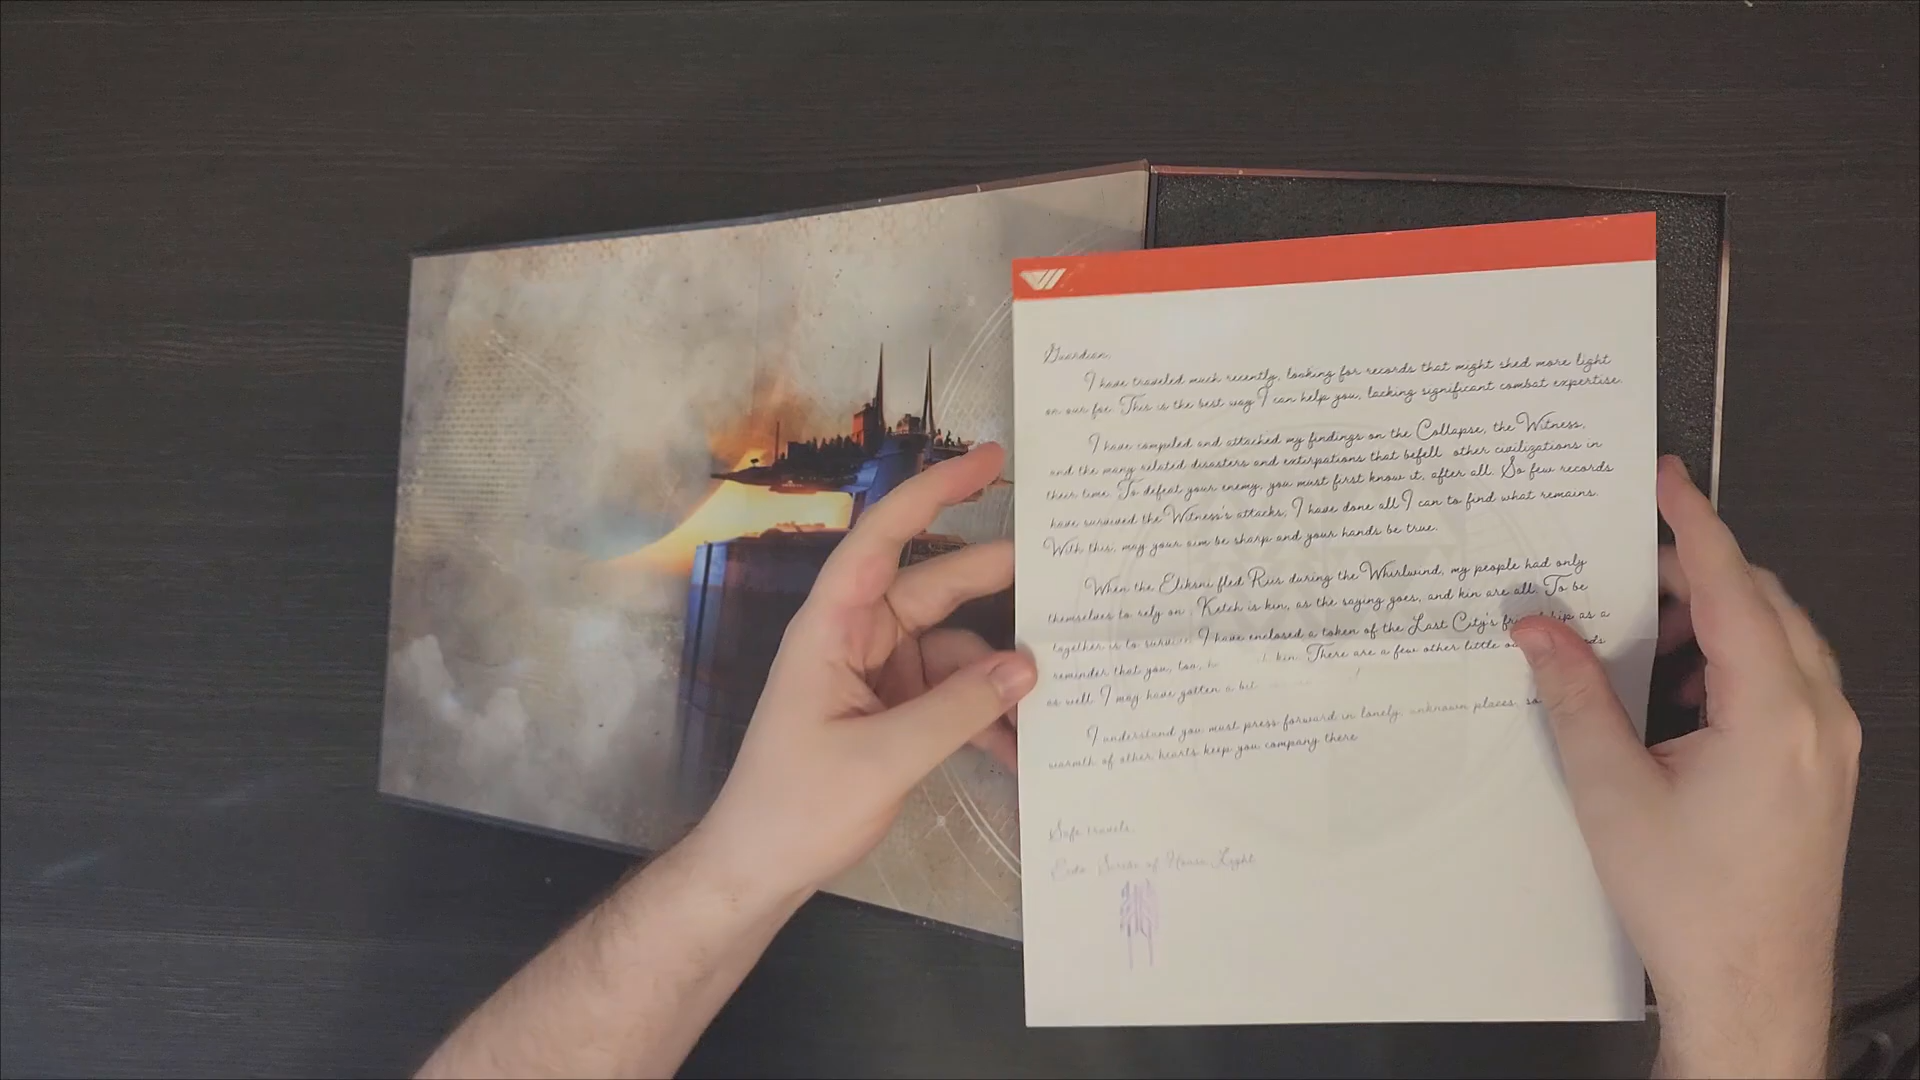 Guardian,
I have traveled much recently, looking for records that might shed more light
on our foe. This is the best way I can help you, lacking significant combat expertise.
I have compiled and attached my findings on the Collapse, the Witness,
and the many related disasters and extirpations that befell other civilizations in
their time. To defeat your enemy, you must first know it, after all. So few records
have survived the Witness's attacks; I have done all I can to find what remains.
With this, may your aim be sharp and your hands be true.
When the Eliksni fled Riis during the Whirlwind, my people had only
themselves to rely on. Ketch is kin, as the saying goes, and kin are all. To be
together is to I have enclosed a token of the Last City's as a
reminder that you, too, kin. There are a few other little
as well. I may have gotten a bit
I understand you must press forward in lonely, unknown places, so
warmth of other hearts keep you company there.
Safe travels,
of House Light